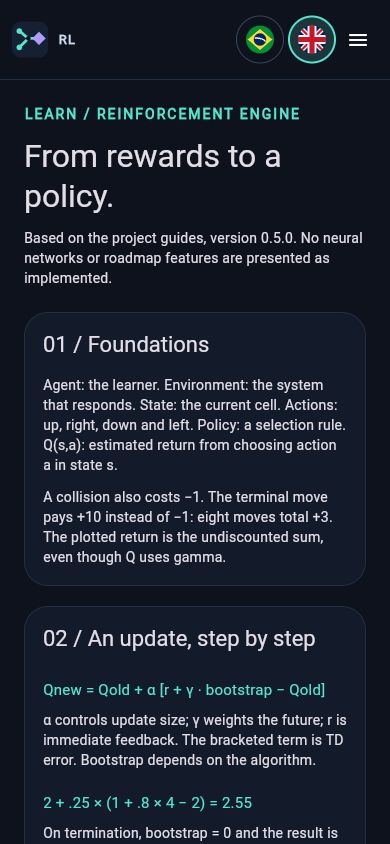 RL
LEARN / REINFORCEMENT ENGINE
From rewards to a
policy.
Based on the project guides, version 0.5.0. No neural
networks or roadmap features are presented as
implemented.
01 / Foundations
Agent: the learner. Environment: the system
that responds. State: the current cell. Actions:
up, right, down and left. Policy: a selection rule.
Q(s,a): estimated return from choosing action
a in state s.
A collision also costs −1. The terminal move
pays +10 instead of −1: eight moves total +3.
The plotted return is the undiscounted sum,
even though Q uses gamma.
02 / An update, step by step
Qnew = Qold + α [r + γ · bootstrap − Qold]
α controls update size; γ weights the future; r is
immediate feedback. The bracketed term is TD
error. Bootstrap depends on the algorithm.
2 + .25 × (1 + .8 × 4 − 2) = 2.55
On termination, bootstrap = 0 and the result is